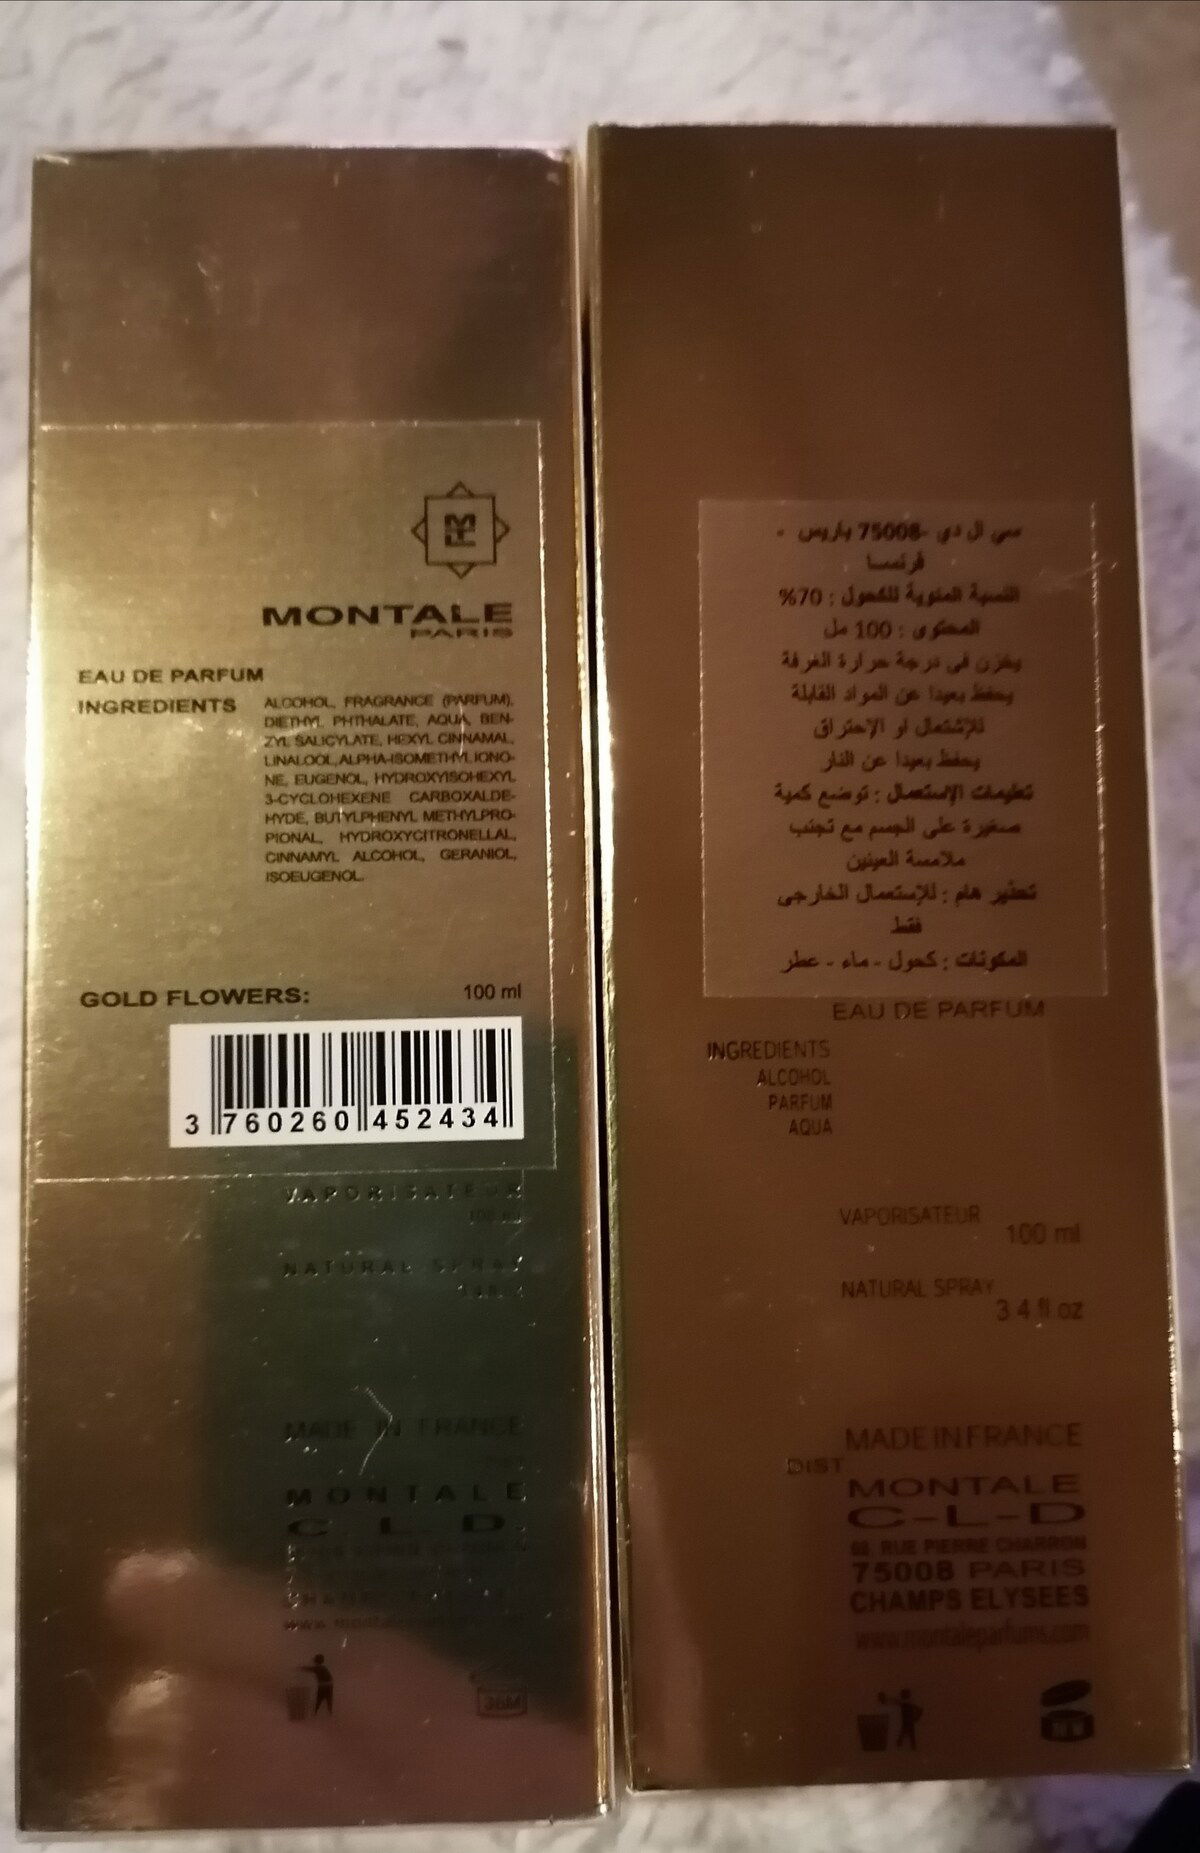 MONTALE
PARIS
EAU DE PARFUM
INGREDIENTS
ALCOHOL, FRAGRANCE (PARFUM),
DIETHYL PHTHALATE, AQUA, BEN-
ZYL SALICYLATE, HEXYL CINNAMAL,
LINALOOL, ALPHA-ISOMETHYL IONO-
NE, EUGENOL, HYDROXYISOHEXYL
3-CYCLOHEXENE CARBOXALDE-
HYDE, BUTYLPHENYL METHYLPRO-
PIONAL, HYDROXYCITRONELLAL,
CINNAMYL ALCOHOL, GERANIOL,
ISOEUGENOL.
GOLD FLOWERS:
100 ml
3 760260 452434
VAPORISATEUR
100 ml
NATURAL SPRAY
MADE IN FRANCE
MONTALE
C. L. D.
36M
سي ال دي -75008 باريس -
فرنسا
النسبة المئوية للكحول : 70%
المحتوى : 100 مل
يخزن في درجة حرارة الغرفة
يحفظ بعيدا عن المواد القابلة
للإشتعال او الإحتراق
يحفظ بعيدا عن النار
تعليمات الإستعمال : توضع كمية
صغيرة على الجسم مع تجنب
ملامسة العينين
تحذير هام : للإستعمال الخارجي
فقط
المكونات : كحول - ماء - عطر
EAU DE PARFUM
INGREDIENTS
ALCOHOL
PARFUM
AQUA
VAPORISATEUR
100 ml
NATURAL SPRAY
3 4 fl oz
MADE IN FRANCE
DIST
MONTALE
C-L-D
RUE PIERRE CHARRON
75008 PARIS
CHAMPS ELYSEES
www.montaleparfums.com